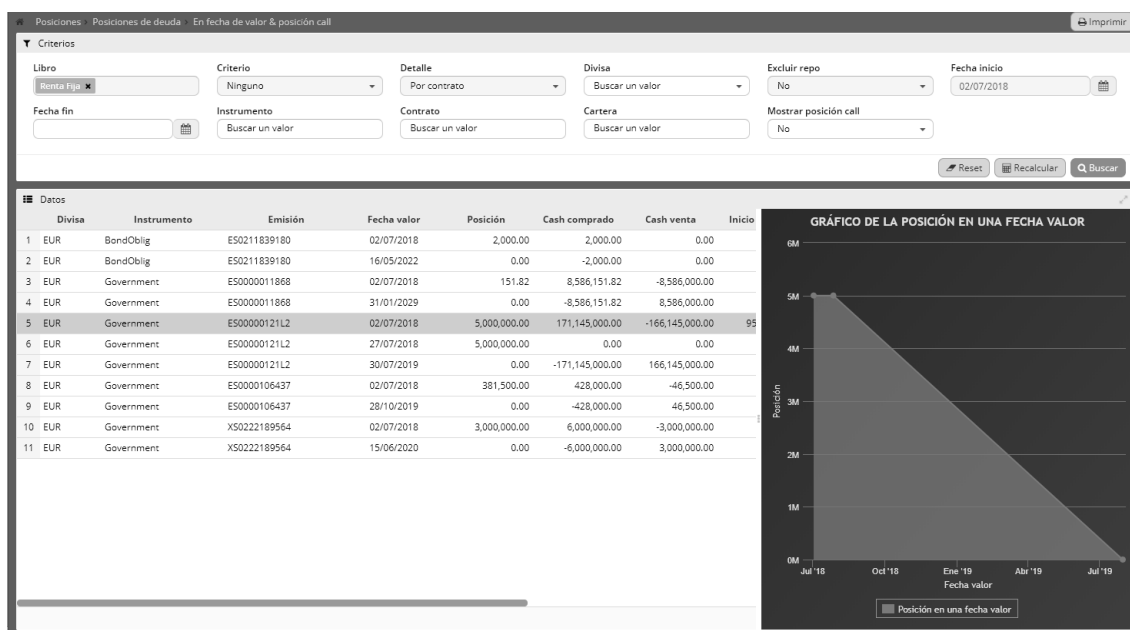 Posiciones › Posiciones de deuda › En fecha de valor & posición call
Imprimir
Criterios
Libro Criterio Detalle Divisa Excluir repo Fecha inicio
Renta Fija × Ninguno Por contrato Buscar un valor No 02/07/2018
Fecha fin Instrumento Contrato Cartera Mostrar posición call
Buscar un valor Buscar un valor Buscar un valor No
Reset Recalcular Buscar
Datos
Divisa Instrumento Emisión Fecha valor Posición Cash comprado Cash venta Inicio
1 EUR BondOblig ES0211839180 02/07/2018 2,000.00 2,000.00 0.00
2 EUR BondOblig ES0211839180 16/05/2022 0.00 -2,000.00 0.00
3 EUR Government ES0000011868 02/07/2018 151.82 8,586,151.82 -8,586,000.00
4 EUR Government ES0000011868 31/01/2029 0.00 -8,586,151.82 8,586,000.00
5 EUR Government ES00000121L2 02/07/2018 5,000,000.00 171,145,000.00 -166,145,000.00 95
6 EUR Government ES00000121L2 27/07/2018 5,000,000.00 0.00 0.00
7 EUR Government ES00000121L2 30/07/2019 0.00 -171,145,000.00 166,145,000.00
8 EUR Government ES0000106437 02/07/2018 381,500.00 428,000.00 -46,500.00
9 EUR Government ES0000106437 28/10/2019 0.00 -428,000.00 46,500.00
10 EUR Government XS0222189564 02/07/2018 3,000,000.00 6,000,000.00 -3,000,000.00
11 EUR Government XS0222189564 15/06/2020 0.00 -6,000,000.00 3,000,000.00
GRÁFICO DE LA POSICIÓN EN UNA FECHA VALOR
6M
5M
4M
3M
2M
1M
0M
Posición
Jul '18 Oct '18 Ene '19 Abr '19 Jul '19
Fecha valor
Posición en una fecha valor